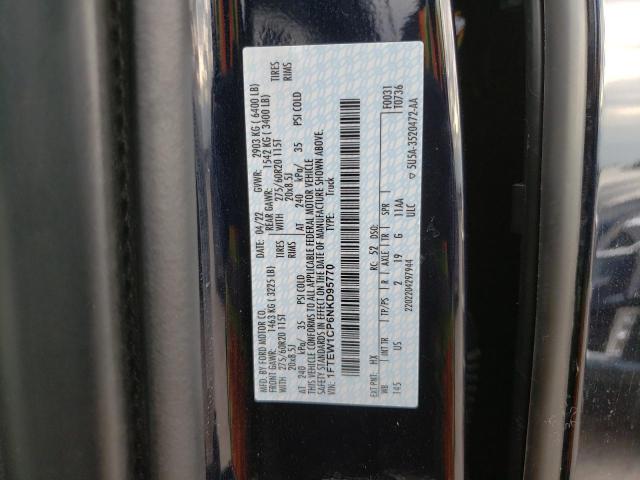 MFD. BY FORD MOTOR CO.
04/22 GVWR: 2903 KG ( 6400 LB)
FRONT GAWR: 1463 KG ( 3225 LB)
REAR GAWR: 1542 KG ( 3400 LB)
WITH 275/60R20 115T TIRES
WITH 275/60R20 115T TIRES
20x8.5J RIMS
20x8.5J RIMS
AT 240 kPa/ 35 PSI COLD
AT 240 kPa/ 35 PSI COLD
THIS VEHICLE CONFORMS TO ALL APPLICABLE FEDERAL MOTOR VEHICLE
SAFETY STANDARDS IN EFFECT ON THE DATE OF MANUFACTURE SHOWN ABOVE.
VIN: 1FTEW1CP6NKD95770 TYPE: Truck
EXT PNT: HX RC: 52 DSO: F0031
WB INT TR TP/PS R AXLE TR SPR T0736
145 US 2 19 G 11AA
ULC 5U5A-3520472-AA
2202204297944